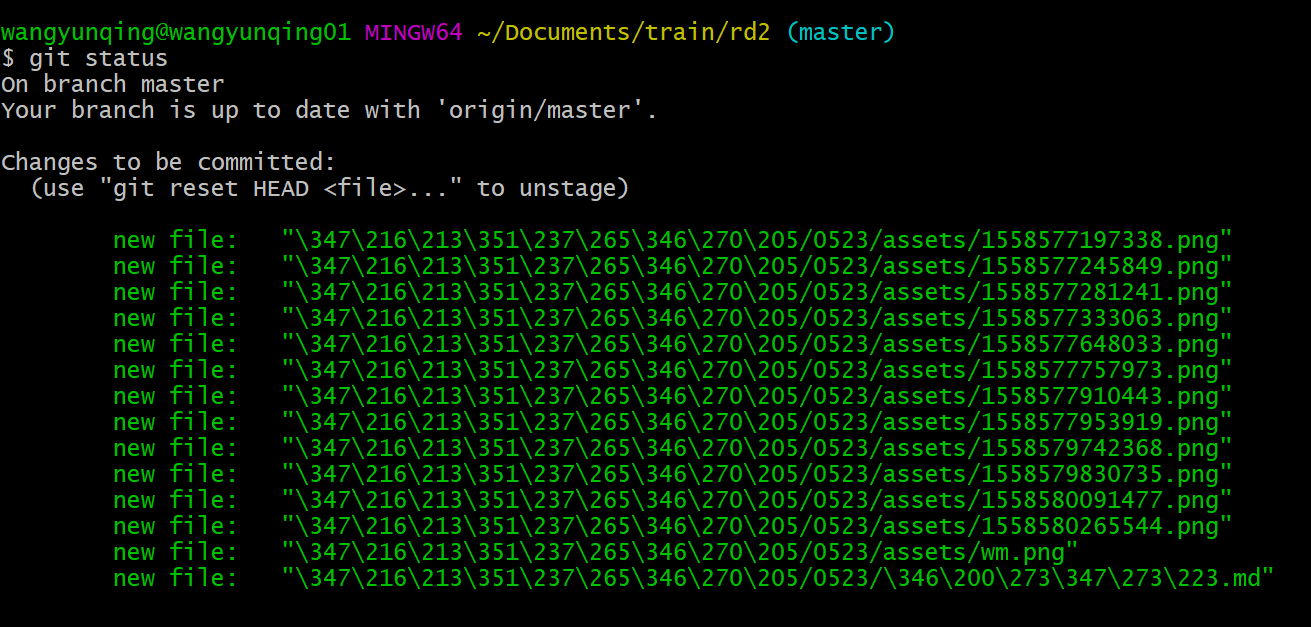 wangyunqing@wangyunqing01 MINGW64 ~/Documents/train/rd2 (master)
$ git status
On branch master
Your branch is up to date with 'origin/master'.
Changes to be committed:
(use "git reset HEAD <file>..." to unstage)
new file: "\347\216\213\351\237\265\346\270\205/0523/assets/1558577197338.png"
new file: "\347\216\213\351\237\265\346\270\205/0523/assets/1558577245849.png"
new file: "\347\216\213\351\237\265\346\270\205/0523/assets/1558577281241.png"
new file: "\347\216\213\351\237\265\346\270\205/0523/assets/1558577333063.png"
new file: "\347\216\213\351\237\265\346\270\205/0523/assets/1558577648033.png"
new file: "\347\216\213\351\237\265\346\270\205/0523/assets/1558577757973.png"
new file: "\347\216\213\351\237\265\346\270\205/0523/assets/1558577910443.png"
new file: "\347\216\213\351\237\265\346\270\205/0523/assets/1558577953919.png"
new file: "\347\216\213\351\237\265\346\270\205/0523/assets/1558579742368.png"
new file: "\347\216\213\351\237\265\346\270\205/0523/assets/1558579830735.png"
new file: "\347\216\213\351\237\265\346\270\205/0523/assets/1558580091477.png"
new file: "\347\216\213\351\237\265\346\270\205/0523/assets/1558580265544.png"
new file: "\347\216\213\351\237\265\346\270\205/0523/assets/wm.png"
new file: "\347\216\213\351\237\265\346\270\205/0523/\346\200\273\347\273\223.md"